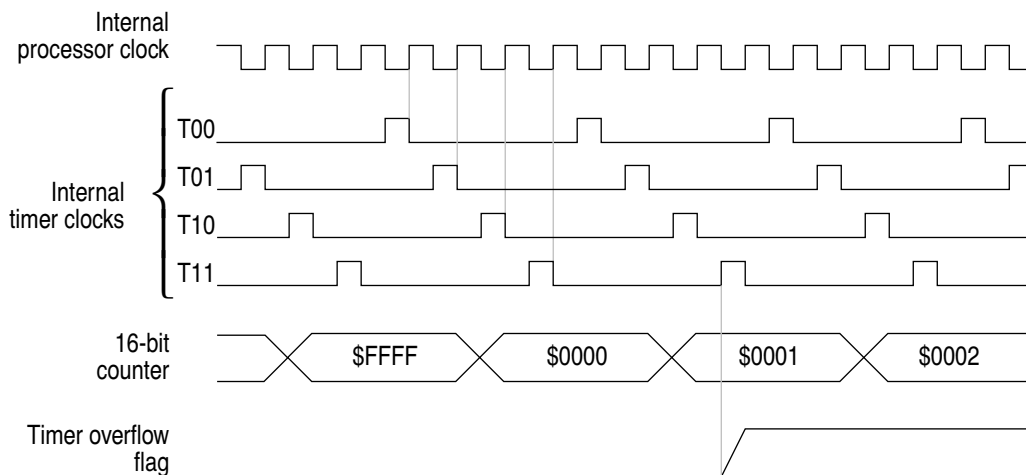 Internal
processor clock
T00
T01
Internal
timer clocks
T10
T11
16-bit
counter
$FFFF $0000 $0001 $0002
Timer overflow
flag